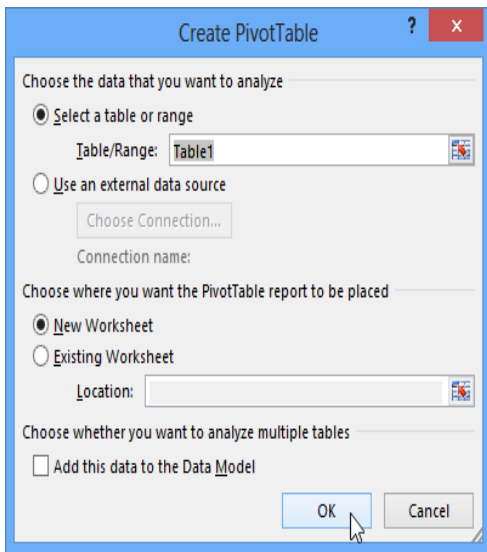 Create PivotTable
? X
Choose the data that you want to analyze
Select a table or range
Table/Range: Table1
Use an external data source
Choose Connection...
Connection name:
Choose where you want the PivotTable report to be placed
New Worksheet
Existing Worksheet
Location:
Choose whether you want to analyze multiple tables
Add this data to the Data Model
OK Cancel